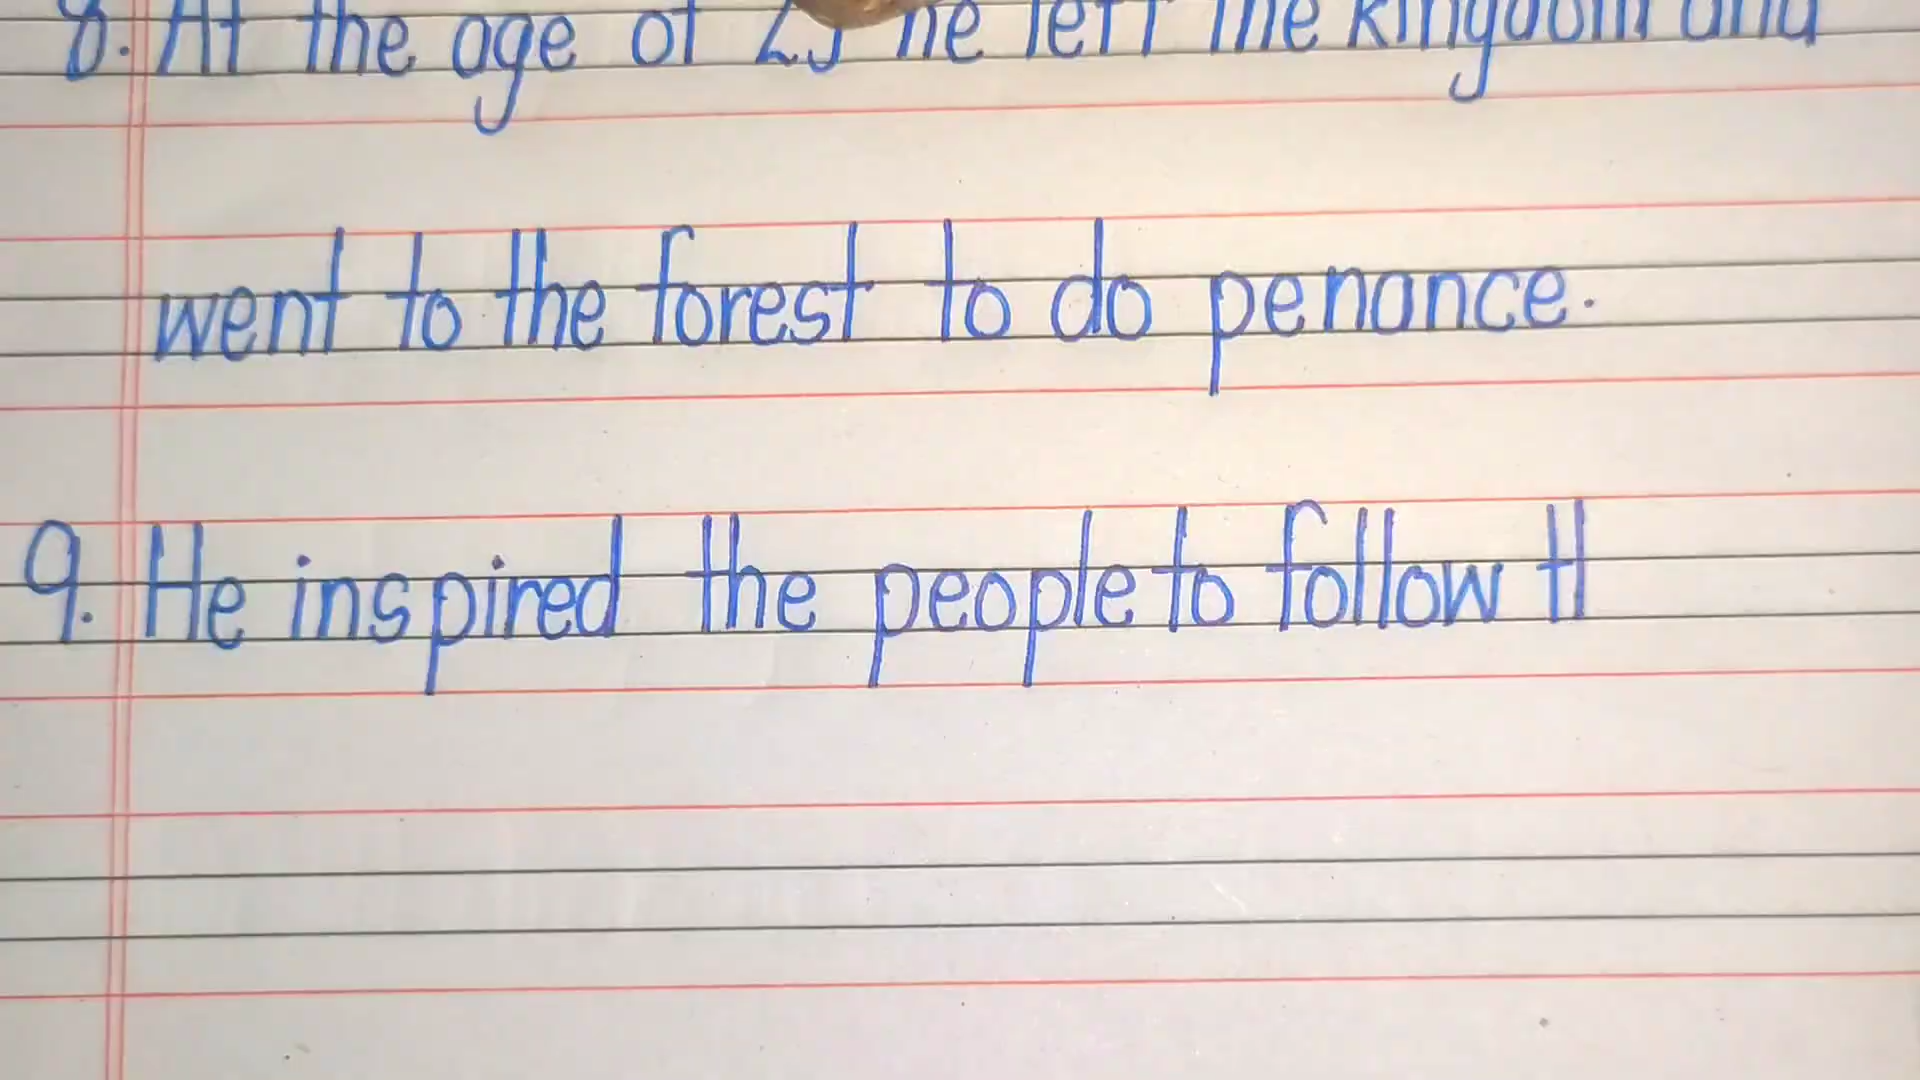 8. At the age of he left the kingdom and
went to the forest to do penance.
9. He inspired the people to follow